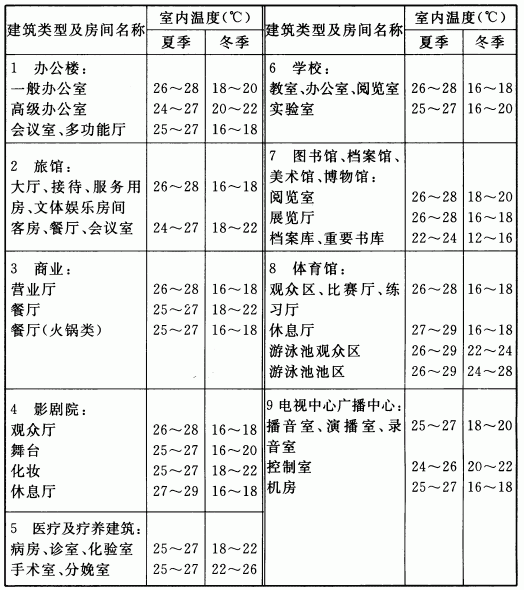 建筑类型及房间名称 室内温度(℃) 建筑类型及房间名称 室内温度(℃)
夏季 冬季 夏季 冬季
1 办公楼：
一般办公室 26～28 18～20
高级办公室 24～27 20～22
会议室、多功能厅 25～27 16～18
2 旅馆：
大厅、接待、服务用 26～28 16～18
房、文体娱乐房间
客房、餐厅、会议室 24～27 18～22
3 商业：
营业厅 26～28 16～18
餐厅 25～27 18～22
餐厅(火锅类) 25～27 16～18
4 影剧院：
观众厅 26～28 16～18
舞台 25～27 16～20
化妆 25～27 18～22
休息厅 27～29 16～18
5 医疗及疗养建筑：
病房、诊室、化验室 25～27 18～22
手术室、分娩室 25～27 22～26
6 学校：
教室、办公室、阅览室 26～28 16～18
实验室 25～27 16～20
7 图书馆、档案馆、
美术馆、博物馆：
阅览室 26～28 18～20
展览厅 26～28 16～18
档案库、重要书库 22～24 12～16
8 体育馆：
观众区、比赛厅、练 26～28 16～18
习厅
休息厅 27～29 16～18
游泳池观众区 26～29 22～24
游泳池池区 26～29 24～28
9 电视中心广播中心：
播音室、演播室、录 25～27 18～20
音室
控制室 24～26 20～22
机房 25～27 16～18